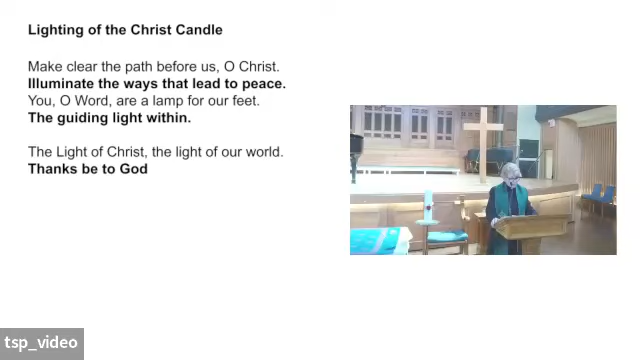 Lighting of the Christ Candle
Make clear the path before us, O Christ.
Illuminate the ways that lead to peace.
You, O Word, are a lamp for our feet.
The guiding light within.
The Light of Christ, the light of our world.
Thanks be to God
tsp_video